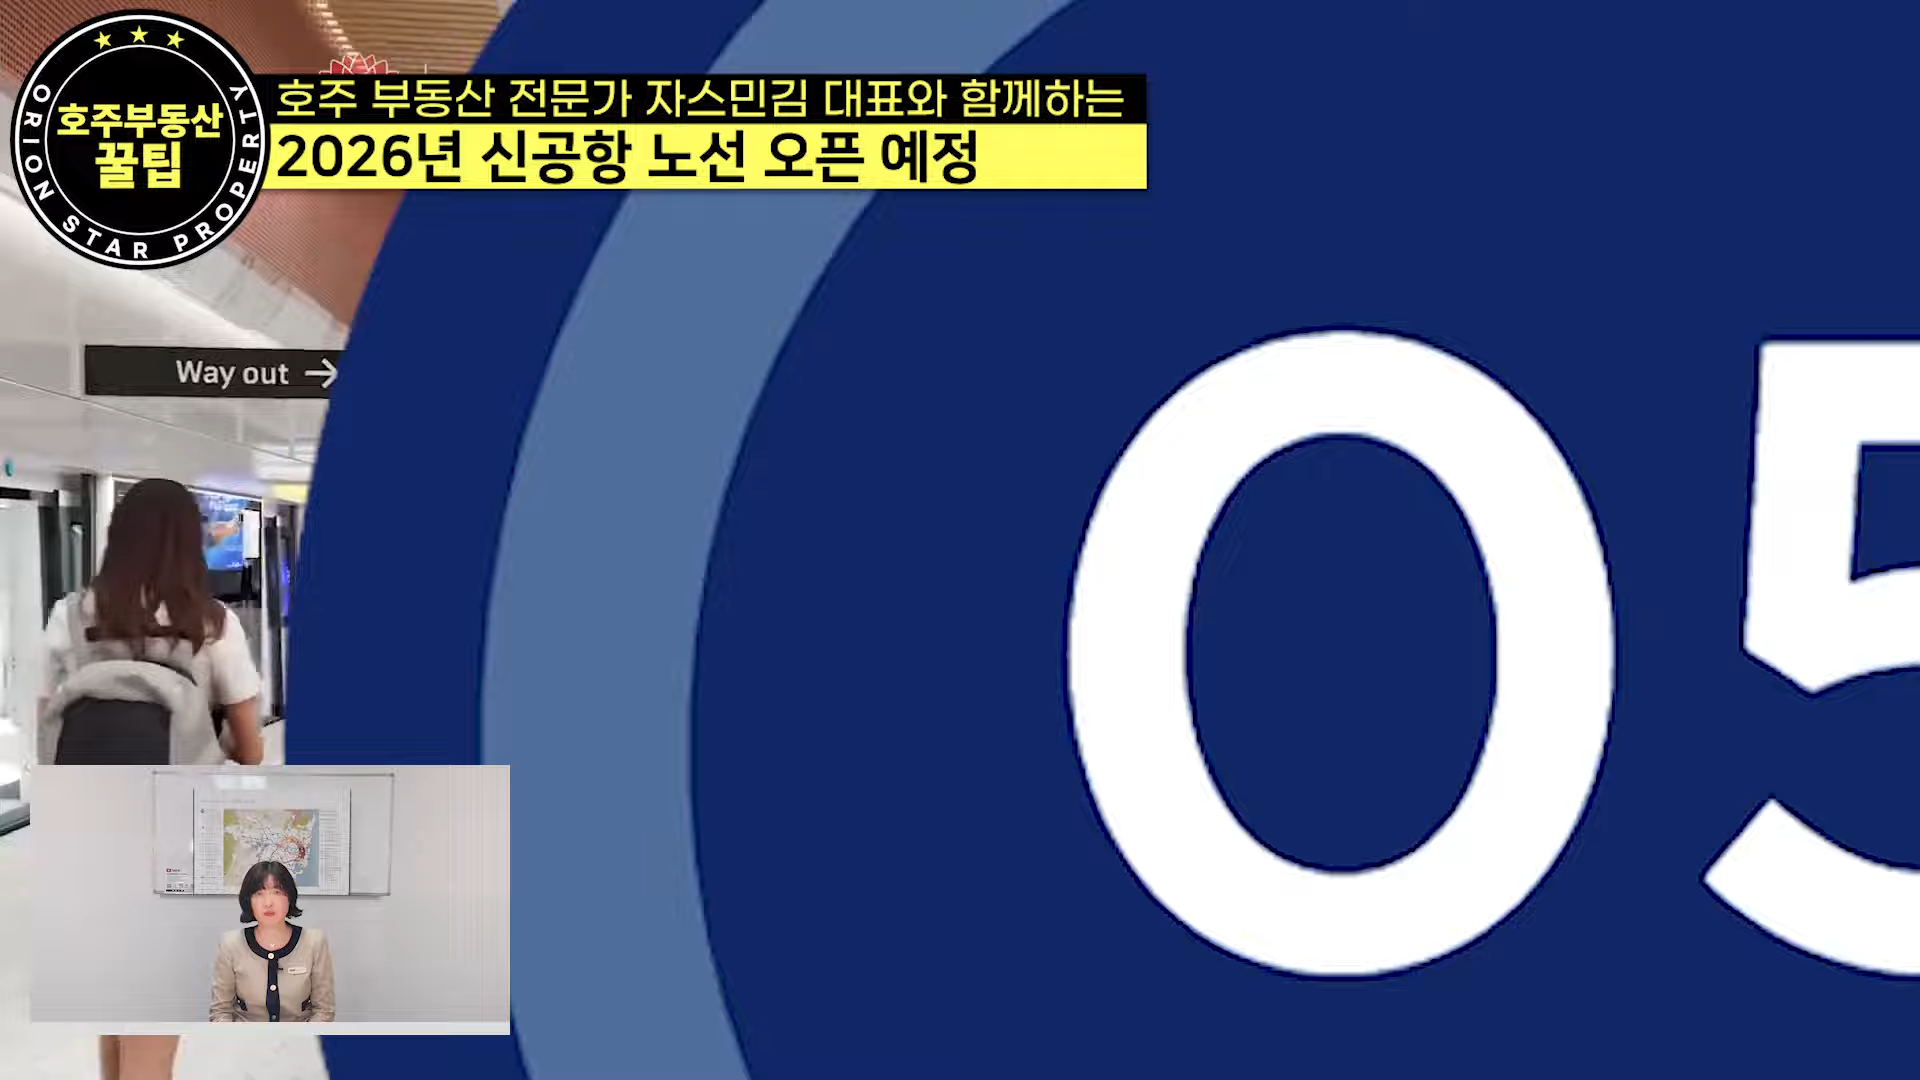 호주부동산
꿀팁
ORION STAR PROPERTY
호주 부동산 전문가 자스민김 대표와 함께하는
2026년 신공항 노선 오픈 예정
Way out →
05